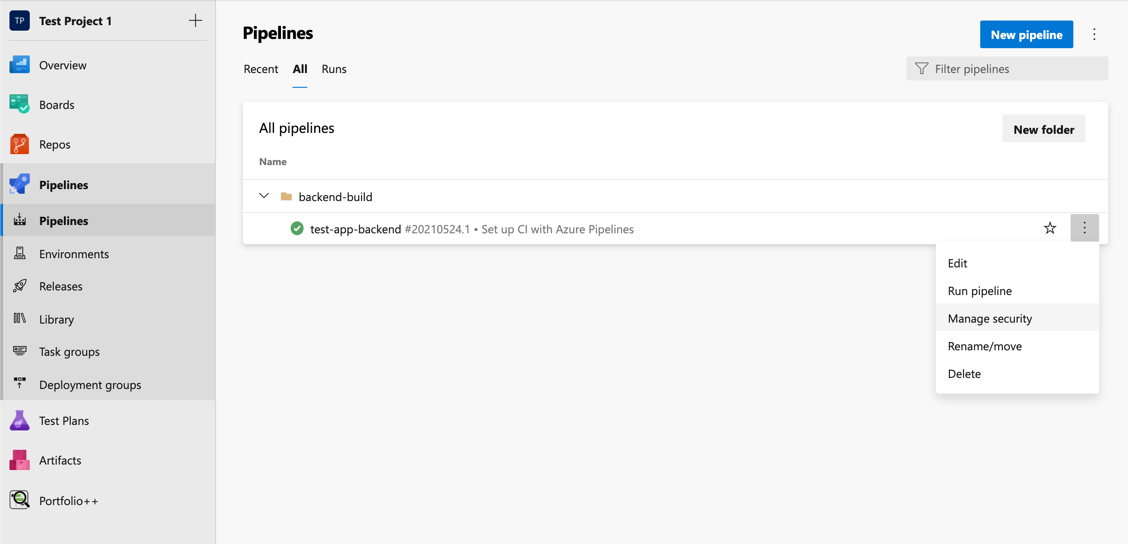 TP Test Project 1
Overview
Boards
Repos
Pipelines
Pipelines
Environments
Releases
Library
Task groups
Deployment groups
Test Plans
Artifacts
Portfolio++
Pipelines
New pipeline
Recent All Runs
Filter pipelines
All pipelines
New folder
Name
backend-build
test-app-backend #20210524.1 • Set up CI with Azure Pipelines
Edit
Run pipeline
Manage security
Rename/move
Delete